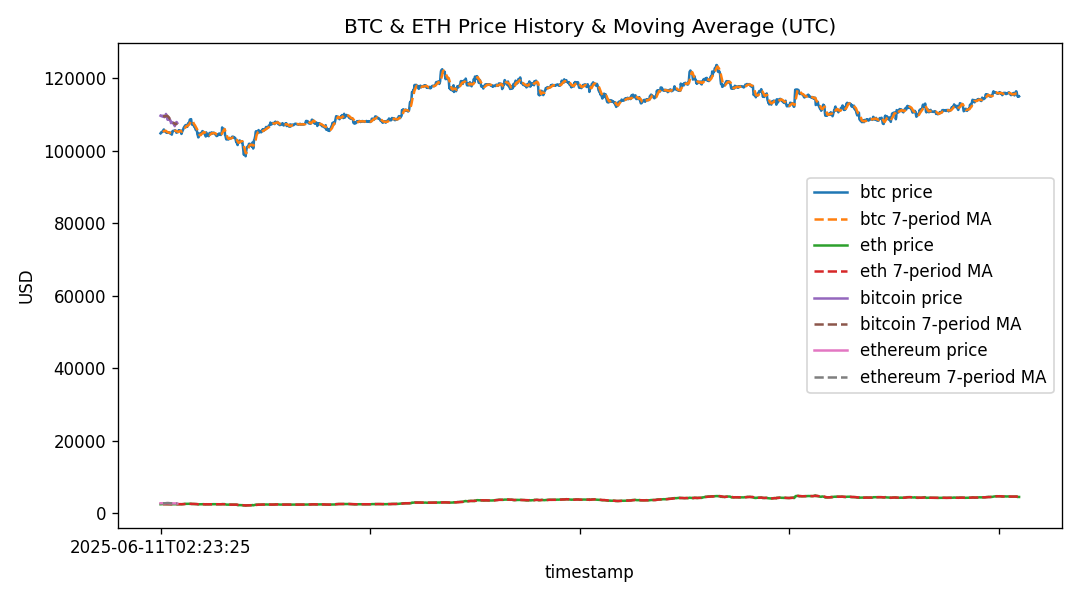 BTC & ETH Price History & Moving Average (UTC)
120000
100000
80000
60000
40000
20000
0
USD
btc price
btc 7-period MA
eth price
eth 7-period MA
bitcoin price
bitcoin 7-period MA
ethereum price
ethereum 7-period MA
2025-06-11T02:23:25
timestamp